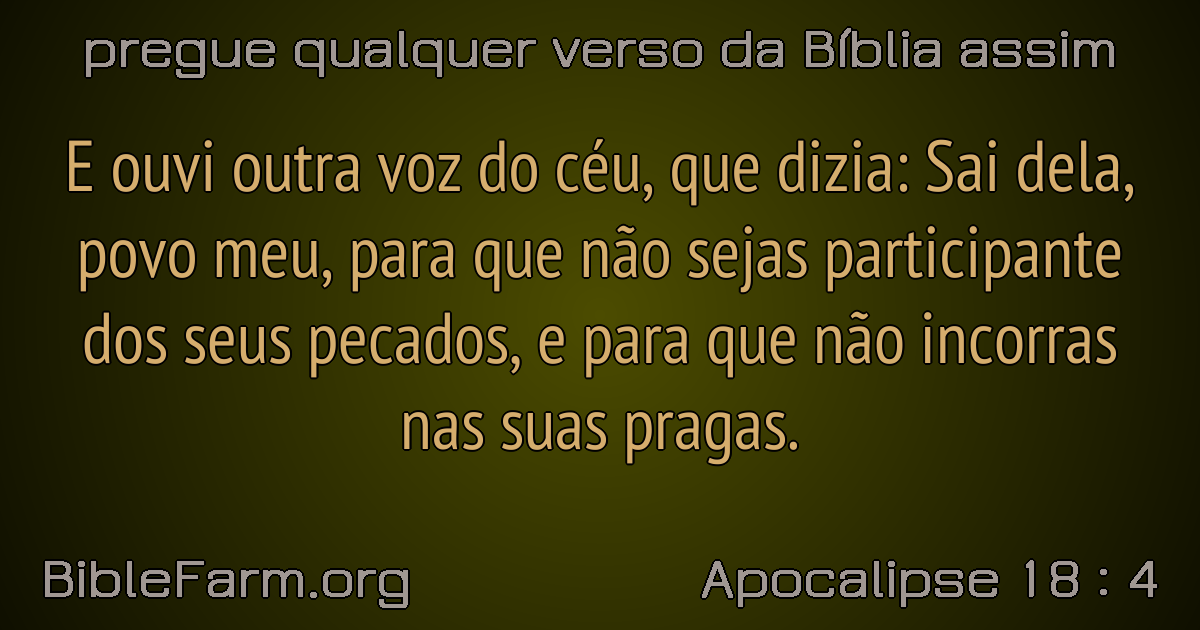 pregue qualquer verso da Bíblia assim
E ouvi outra voz do céu, que dizia: Sai dela,
povo meu, para que não sejas participante
dos seus pecados, e para que não incorras
nas suas pragas.
BibleFarm.org
Apocalipse 18 : 4